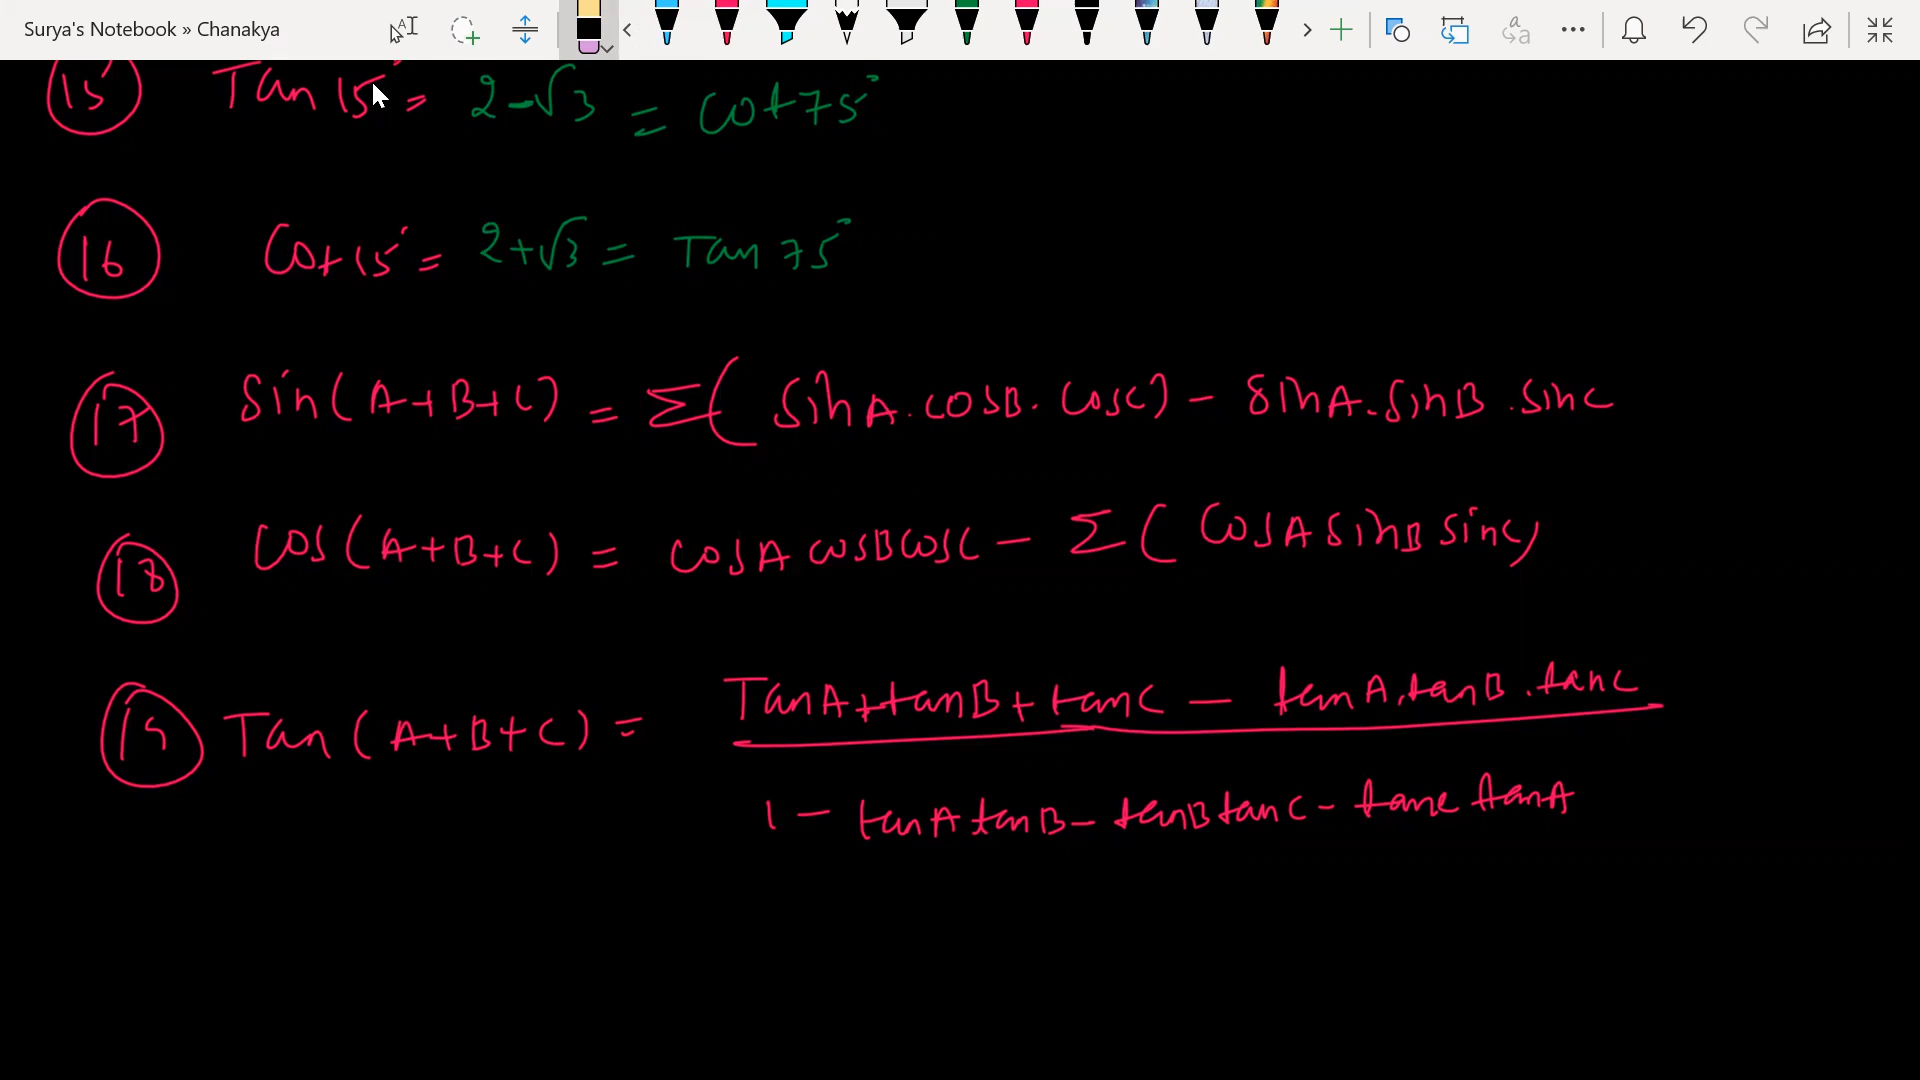 Surya's Notebook » Chanakya
15 Tan 15° = 2-√3 = Cot 75°
16 Cot 15° = 2+√3 = Tan 75°
17 Sin(A+B+C) = Σ( SinA.cosB.cosC) - SinA.SinB.sinC
18 Cos(A+B+C) = cosA cosBcosC - Σ( CosA SinB Sinc)
19 Tan(A+B+C) = TanA+tanB+tanC - tanA.tanB.tanC
1 - tanA tanB - tanB tanC - tanC tanA